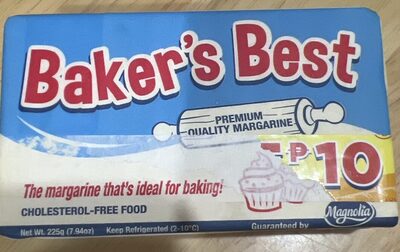 Baker's Best
PREMIUM
QUALITY MARGARINE
P10
The margarine that's ideal for baking!
CHOLESTEROL-FREE FOOD
Net Wt. 225g (7.94oz) Keep Refrigerated (2-10°C) Guaranteed by
Magnolia